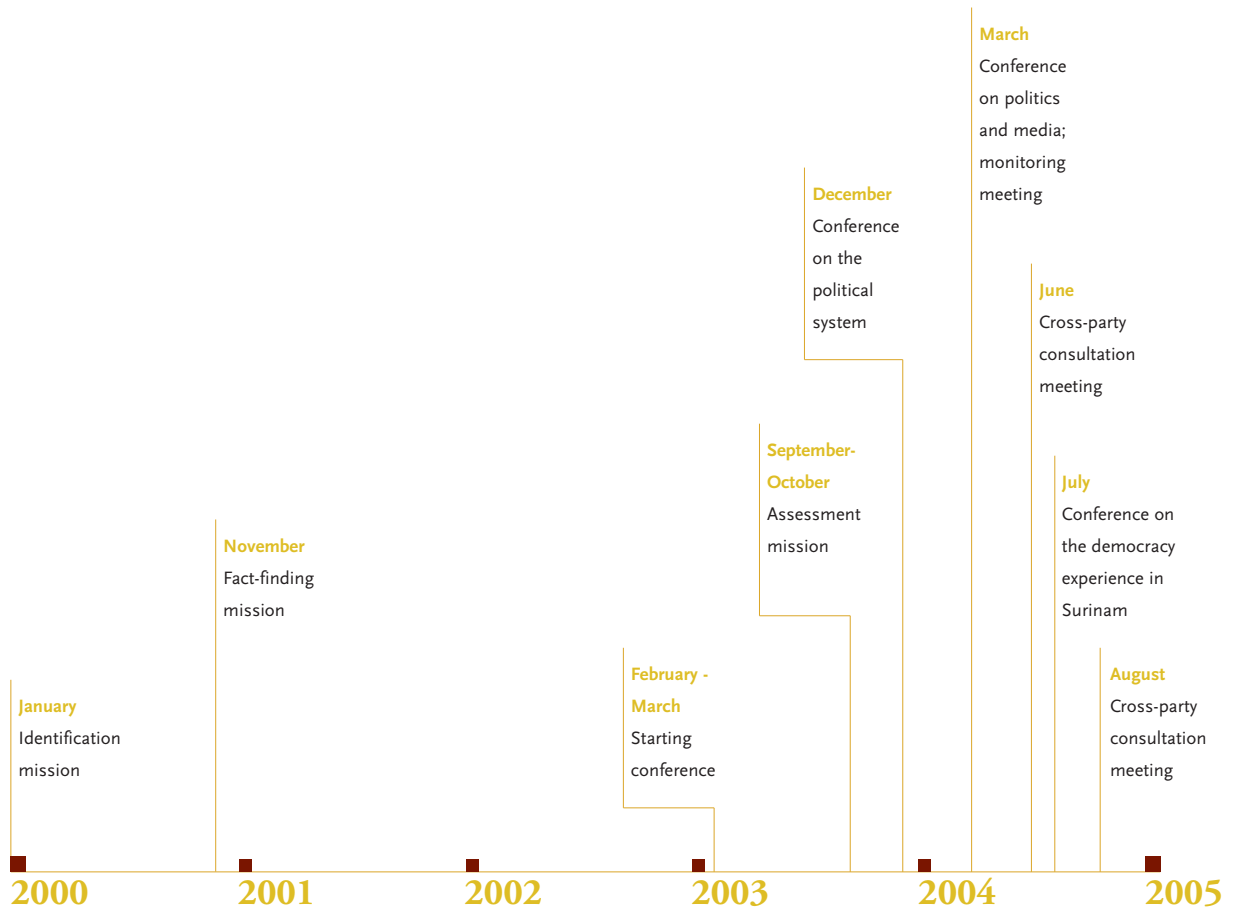 January
Identification
mission
November
Fact-finding
mission
February -
March
Starting
conference
September-
October
Assessment
mission
December
Conference
on the
political
system
March
Conference
on politics
and media;
monitoring
meeting
June
Cross-party
consultation
meeting
July
Conference on
the democracy
experience in
Surinam
August
Cross-party
consultation
meeting
2000
2001
2002
2003
2004
2005